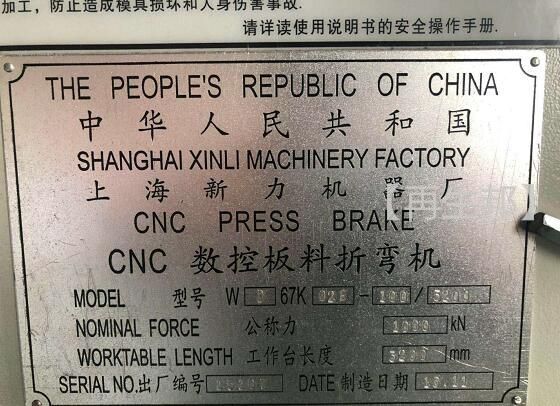 加工，防止造成模具损坏和人身伤害事故.
请详读使用说明书的安全操作手册.
THE PEOPLE'S REPUBLIC OF CHINA
中华人民共和国
SHANGHAI XINLI MACHINERY FACTORY
上海新力机器厂
CNC PRESS BRAKE
CNC 数控板料折弯机
MODEL 型号 W D 67K -100/3200
NOMINAL FORCE 公称力 1000 kN
WORKTABLE LENGTH 工作台长度 3200 mm
SERIAL NO.出厂编号 DATE 制造日期